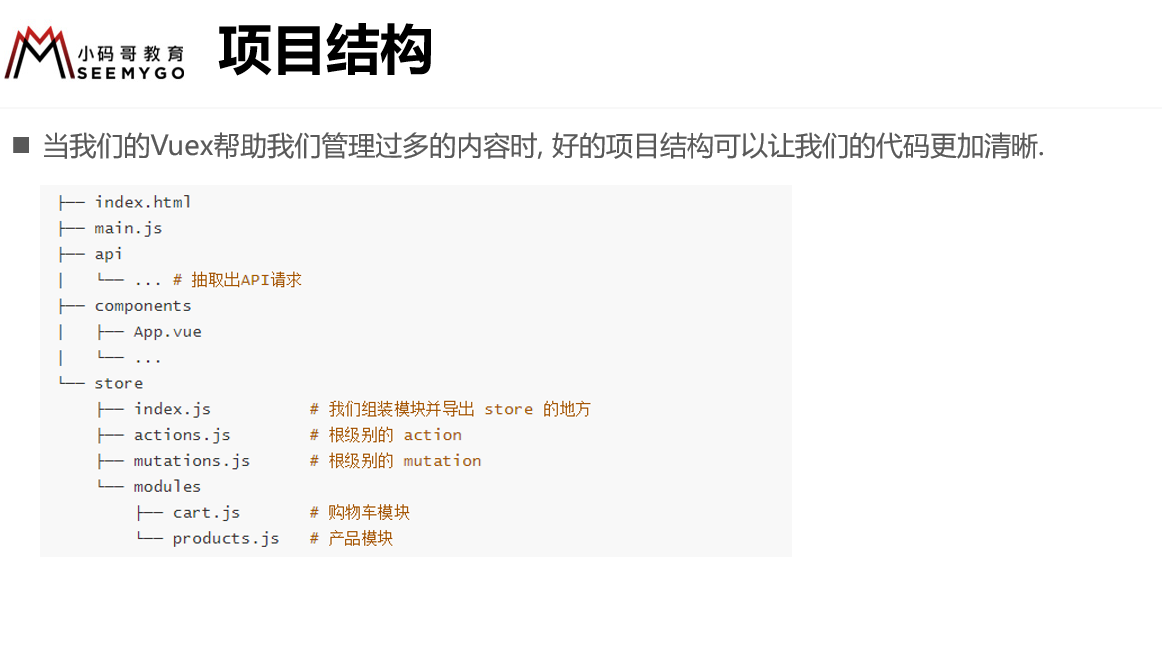 小码哥教育
SEEMYGO
项目结构
■ 当我们的Vuex帮助我们管理过多的内容时, 好的项目结构可以让我们的代码更加清晰.
├── index.html
├── main.js
├── api
│   └── ... # 抽取出API请求
├── components
│   ├── App.vue
│   └── ...
└── store
    ├── index.js          # 我们组装模块并导出 store 的地方
    ├── actions.js        # 根级别的 action
    ├── mutations.js      # 根级别的 mutation
    └── modules
        ├── cart.js       # 购物车模块
        └── products.js   # 产品模块